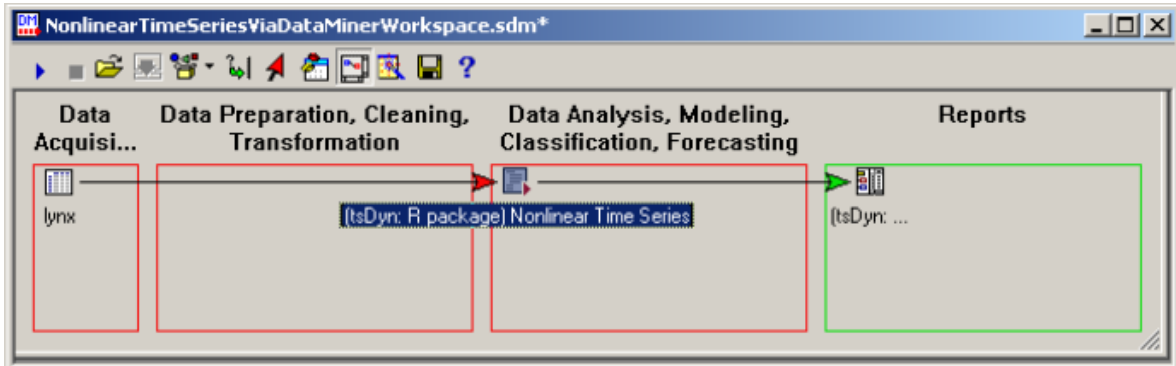 DM NonlinearTimeSeriesViaDataMinerWorkspace.sdm*
?
Data Acquisi...
Data Preparation, Cleaning, Transformation
Data Analysis, Modeling, Classification, Forecasting
Reports
lynx
(tsDyn: R package) Nonlinear Time Series
(tsDyn: ...